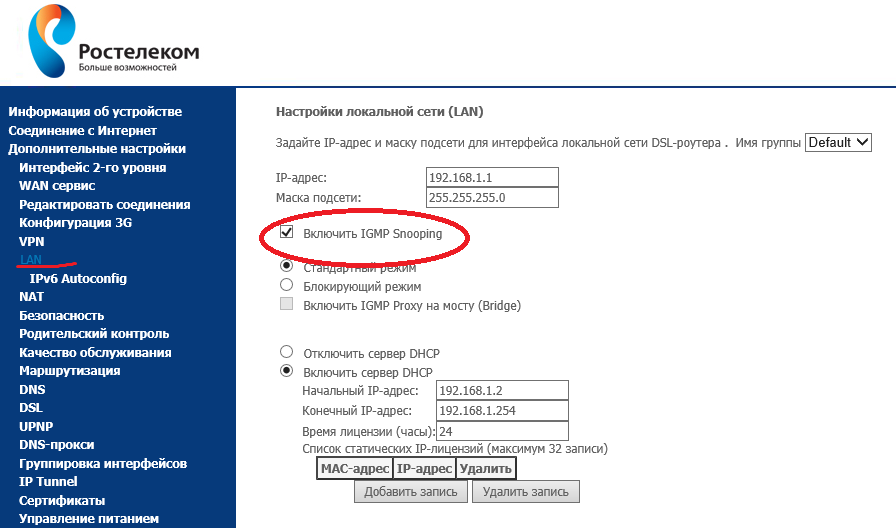 Ростелеком
Больше возможностей
Информация об устройстве
Соединение с Интернет
Дополнительные настройки
Интерфейс 2-го уровня
WAN сервис
Редактировать соединения
Конфигурация 3G
VPN
LAN
IPv6 Autoconfig
NAT
Безопасность
Родительский контроль
Качество обслуживания
Маршрутизация
DNS
DSL
UPNP
DNS-прокси
Группировка интерфейсов
IP Tunnel
Сертификаты
Управление питанием
Настройки локальной сети (LAN)
Задайте IP-адрес и маску подсети для интерфейса локальной сети DSL-роутера . Имя группы Default
IP-адрес: 192.168.1.1
Маска подсети: 255.255.255.0
Включить IGMP Snooping
Стандартный режим
Блокирующий режим
Включить IGMP Proxy на мосту (Bridge)
Отключить сервер DHCP
Включить сервер DHCP
Начальный IP-адрес: 192.168.1.2
Конечный IP-адрес: 192.168.1.254
Время лицензии (часы): 24
Список статических IP-лицензий (максимум 32 записи)
MAC-адрес IP-адрес Удалить
Добавить запись Удалить запись